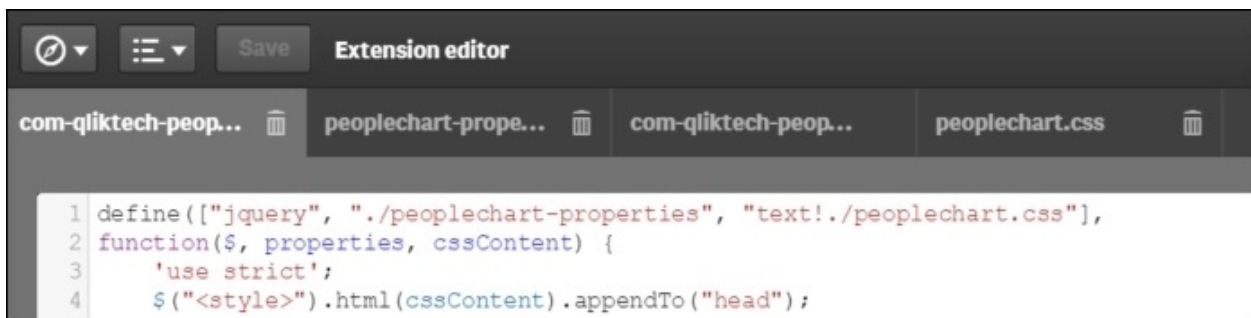 Save Extension editor
com-qliktech-peop... peoplechart-prope... com-qliktech-peop... peoplechart.css
1 define(["jquery", "./peoplechart-properties", "text!./peoplechart.css"],
2 function($, properties, cssContent) {
3 'use strict';
4 $("<style>").html(cssContent).appendTo("head");